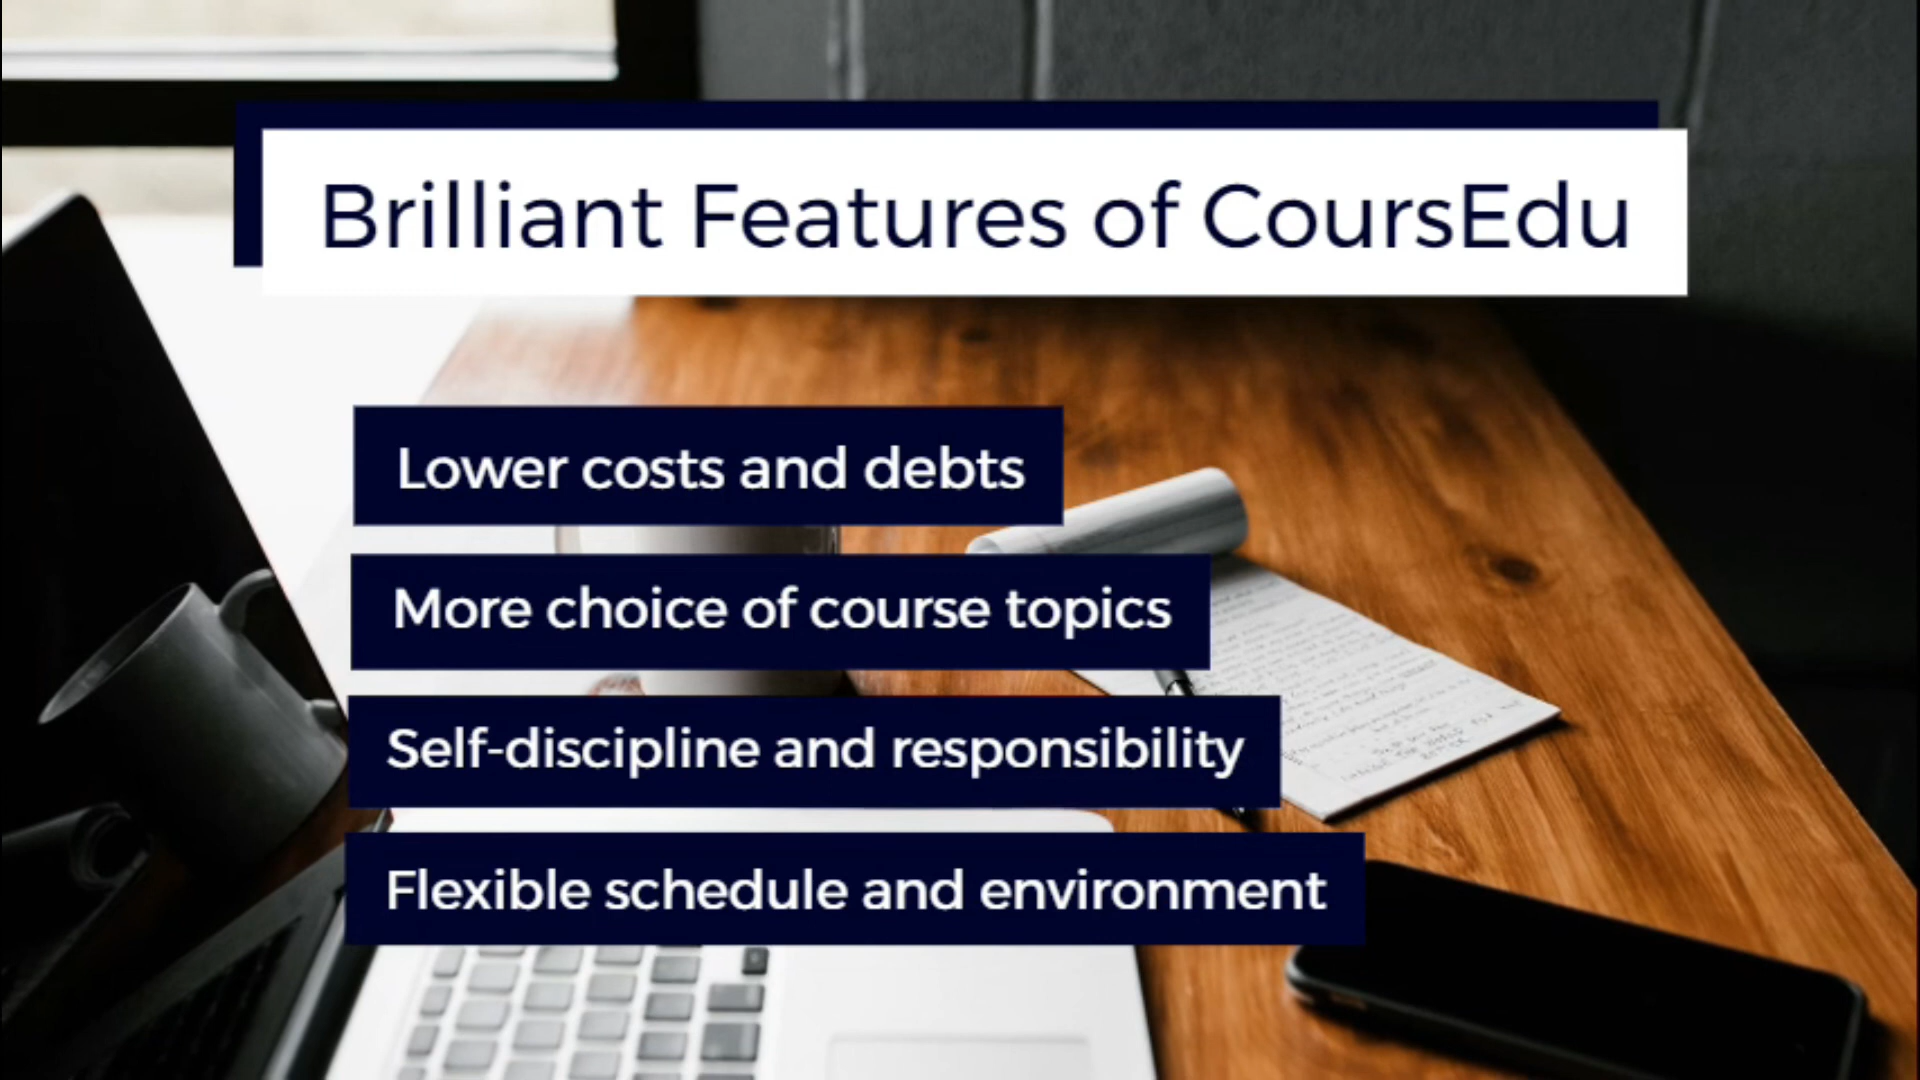 Brilliant Features of CoursEdu
Lower costs and debts
More choice of course topics
Self-discipline and responsibility
Flexible schedule and environment